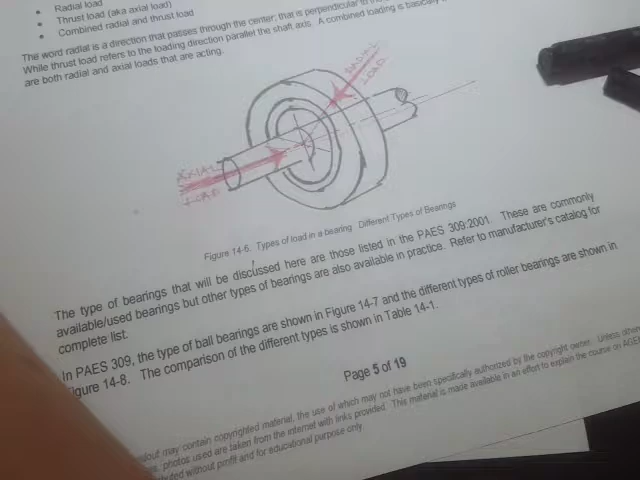 Radial load
Thrust load (aka axial load)
Combined radial and thrust load
The word radial is a direction that passes through the center; that is perpendicular to the
While thrust load refers to the loading direction parallel the shaft axis. A combined loading is basically
are both radial and axial loads that are acting.
RADIAL
LOAD
AXIAL
LOAD
Figure 14-6. Types of load in a bearing Different Types of Bearings
The type of bearings that will be discussed here are those listed in the PAES 309:2001. These are commonly
available/used bearings but other types of bearings are also available in practice. Refer to manufacturer's catalog for
complete list.
In PAES 309, the type of ball bearings are shown in Figure 14-7 and the different types of roller bearings are shown in
Figure 14-8. The comparison of the different types is shown in Table 14-1.
Page 5 of 19
may contain copyrighted material, the use of which may not have been specifically authorized by the copyright owner. Unless
photos used are taken from the internet with links provided. This material is made available in an effort to explain the course on
without profit and for educational purpose only